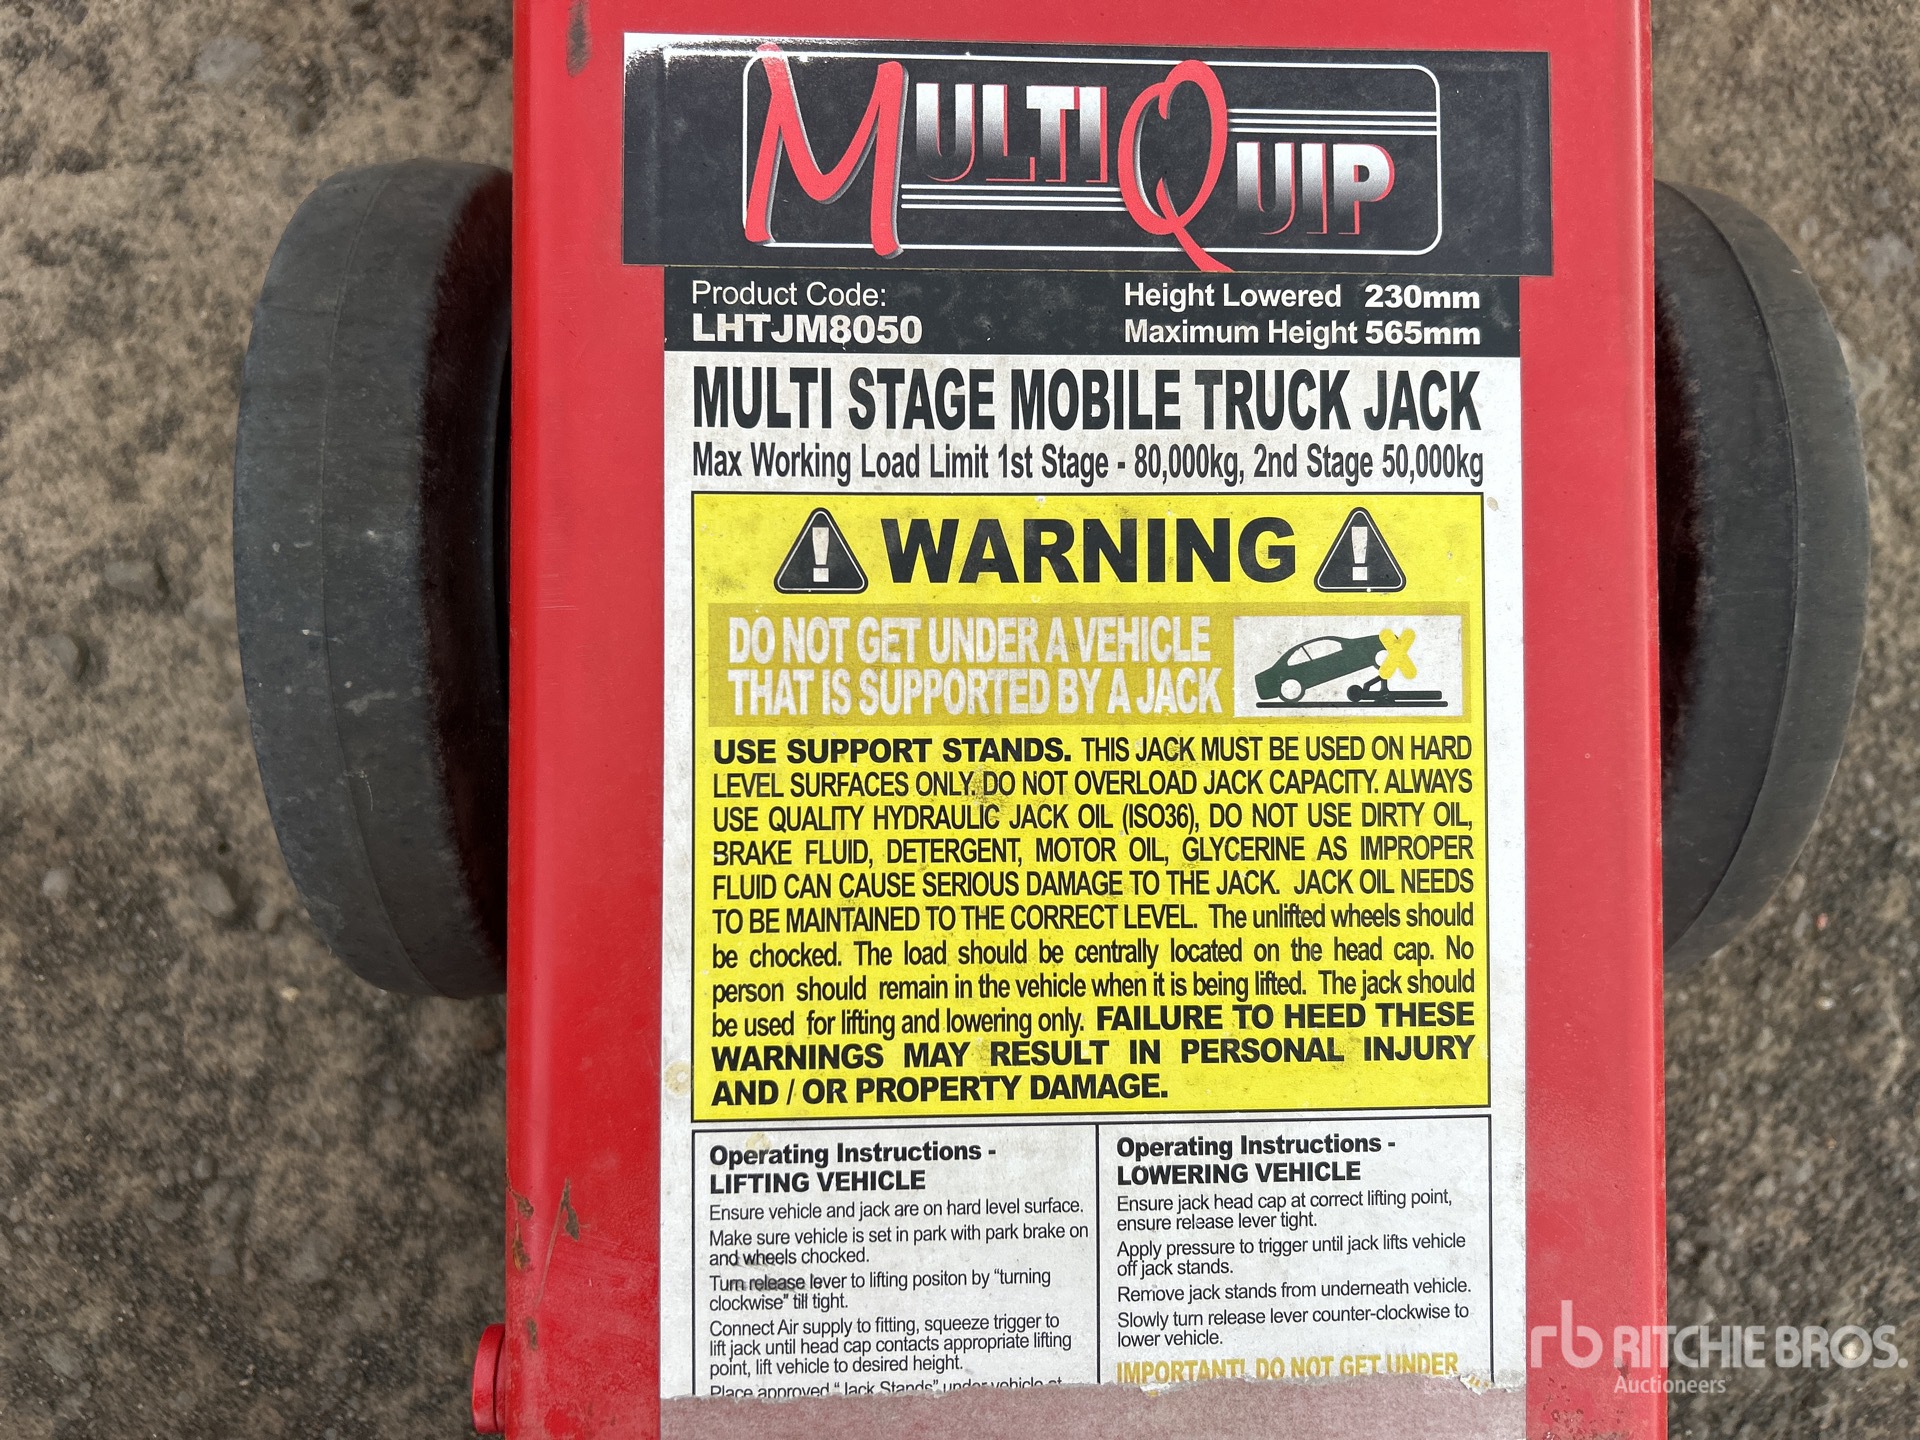 MULTIQUIP
Product Code:
LHTJM8050
Height Lowered 230mm
Maximum Height 565mm
MULTI STAGE MOBILE TRUCK JACK
Max Working Load Limit 1st Stage - 80,000kg, 2nd Stage 50,000kg
WARNING
DO NOT GET UNDER A VEHICLE
THAT IS SUPPORTED BY A JACK
USE SUPPORT STANDS. THIS JACK MUST BE USED ON HARD
LEVEL SURFACES ONLY. DO NOT OVERLOAD JACK CAPACITY. ALWAYS
USE QUALITY HYDRAULIC JACK OIL (ISO36), DO NOT USE DIRTY OIL,
BRAKE FLUID, DETERGENT, MOTOR OIL, GLYCERINE AS IMPROPER
FLUID CAN CAUSE SERIOUS DAMAGE TO THE JACK. JACK OIL NEEDS
TO BE MAINTAINED TO THE CORRECT LEVEL. The unlifted wheels should
be chocked. The load should be centrally located on the head cap. No
person should remain in the vehicle when it is being lifted. The jack should
be used for lifting and lowering only. FAILURE TO HEED THESE
WARNINGS MAY RESULT IN PERSONAL INJURY
AND / OR PROPERTY DAMAGE.
Operating Instructions -
LIFTING VEHICLE
Ensure vehicle and jack are on hard level surface.
Make sure vehicle is set in park with park brake on
and wheels chocked.
Turn release lever to lifting positon by "turning
clockwise" till tight.
Connect Air supply to fitting, squeeze trigger to
lift jack until head cap contacts appropriate lifting
point, lift vehicle to desired height.
Place approved "Jack Stands" under vehicle at
Operating Instructions -
LOWERING VEHICLE
Ensure jack head cap at correct lifting point,
ensure release lever tight.
Apply pressure to trigger until jack lifts vehicle
off jack stands.
Remove jack stands from underneath vehicle.
Slowly turn release lever counter-clockwise to
lower vehicle.
IMPORTANT! DO NOT GET UNDER
rb RITCHIE BROS.
Auctioneers